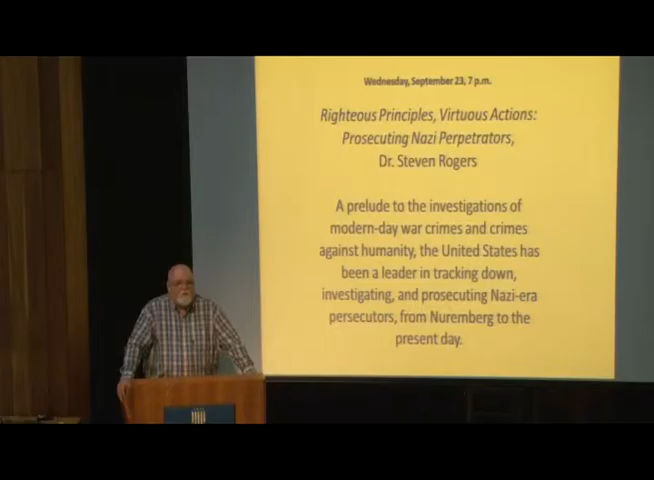 Wednesday, September 23, 7 p.m.
Righteous Principles, Virtuous Actions:
Prosecuting Nazi Perpetrators,
Dr. Steven Rogers
A prelude to the investigations of
modern-day war crimes and crimes
against humanity, the United States has
been a leader in tracking down,
investigating, and prosecuting Nazi-era
persecutors, from Nuremberg to the
present day.